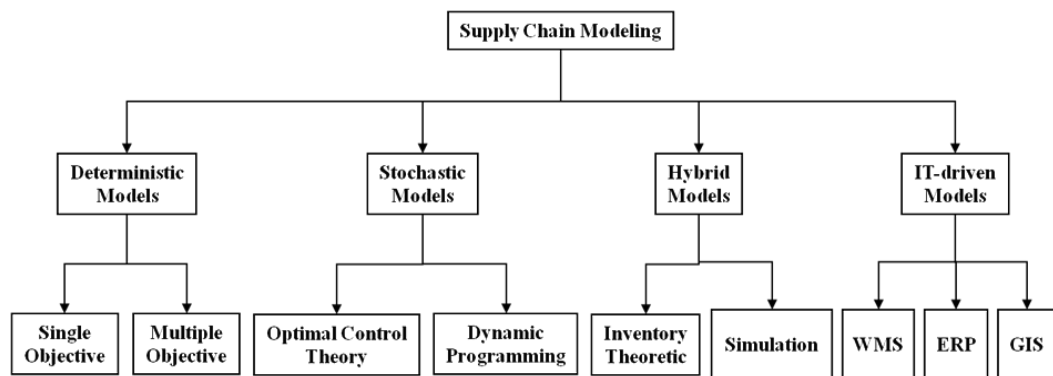 Supply Chain Modeling
Deterministic
Models
Stochastic
Models
Hybrid
Models
IT-driven
Models
Single
Objective
Multiple
Objective
Optimal Control
Theory
Dynamic
Programming
Inventory
Theoretic
Simulation
WMS
ERP
GIS